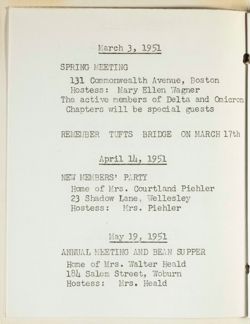 March 3, 1951
SPRING MEETING
131 Commonwealth Avenue, Boston
Hostess: Mary Ellen Wagner
The active members of Delta and Omicron
Chapters will be special guests
REMEMBER TUFTS BRIDGE ON MARCH 17th
April 14, 1951
NEW MEMBERS' PARTY
Home of Mrs. Courtland Piehler
23 Shadow Lane, Wellesley
Hostess: Mrs. Piehler
May 19, 1951
ANNUAL MEETING AND BEAN SUPPER
Home of Mrs. Walter Heald
184 Salem Street, Woburn
Hostess: Mrs. Heald